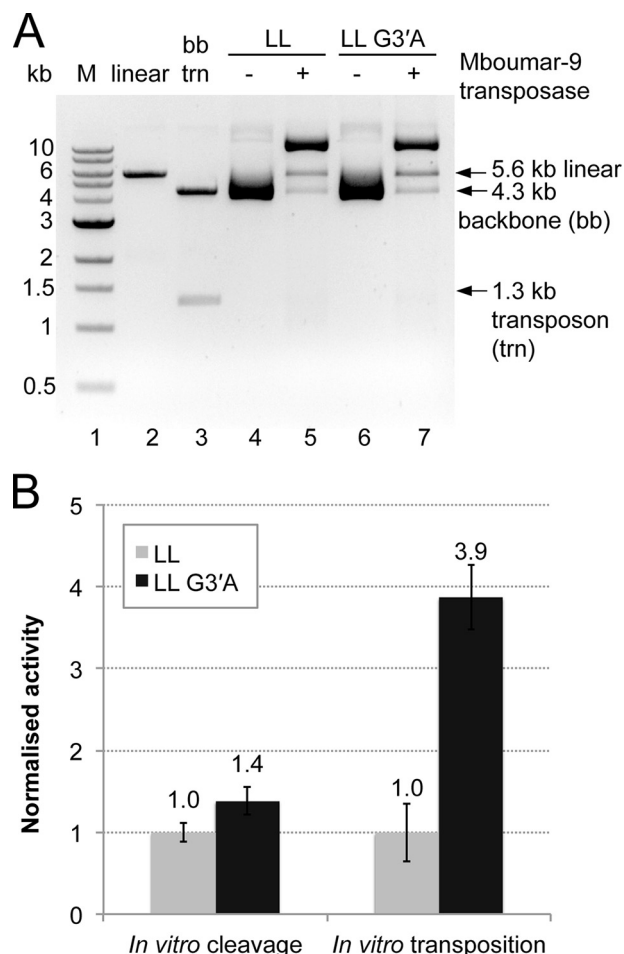 A
bb LL LL G3′A
kb M linear trn - + - + Mboumar-9
transposase
10
6
5.6 kb linear
4
4.3 kb
backbone (bb)
3
2
1.5
1.3 kb
transposon
(trn)
1
0.5
1 2 3 4 5 6 7
B
5
LL
LL G3′A
3.9
4
3
2
1.4
1.0 1.0
1
0
Normalised activity
In vitro cleavage In vitro transposition